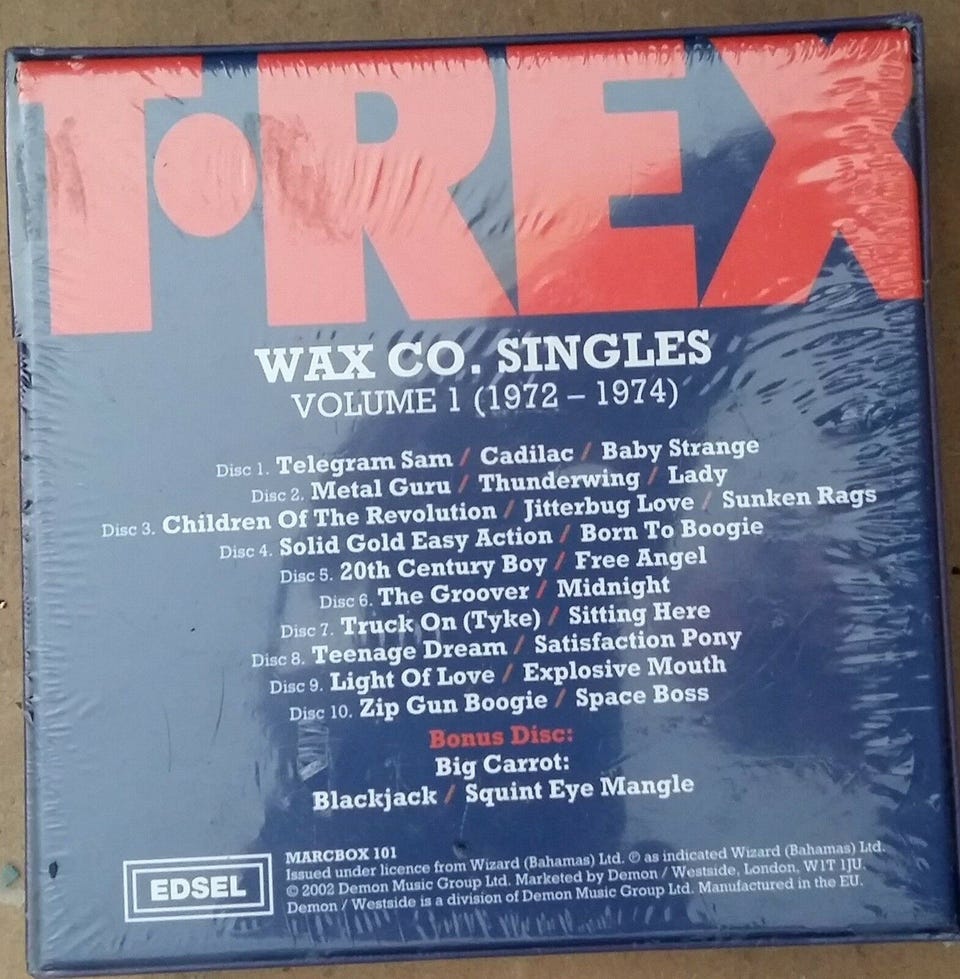 T·REX
WAX CO. SINGLES
VOLUME 1 (1972 – 1974)
Disc 1. Telegram Sam / Cadilac / Baby Strange
Disc 2. Metal Guru / Thunderwing / Lady
Disc 3. Children Of The Revolution / Jitterbug Love / Sunken Rags
Disc 4. Solid Gold Easy Action / Born To Boogie
Disc 5. 20th Century Boy / Free Angel
Disc 6. The Groover / Midnight
Disc 7. Truck On (Tyke) / Sitting Here
Disc 8. Teenage Dream / Satisfaction Pony
Disc 9. Light Of Love / Explosive Mouth
Disc 10. Zip Gun Boogie / Space Boss
Bonus Disc:
Big Carrot:
Blackjack / Squint Eye Mangle
EDSEL
MARCBOX 101
Issued under licence from Wizard (Bahamas) Ltd. ℗ as indicated Wizard (Bahamas) Ltd.
© 2002 Demon Music Group Ltd. Marketed by Demon / Westside, London, W1T 1JU.
Demon / Westside is a division of Demon Music Group Ltd. Manufactured in the EU.